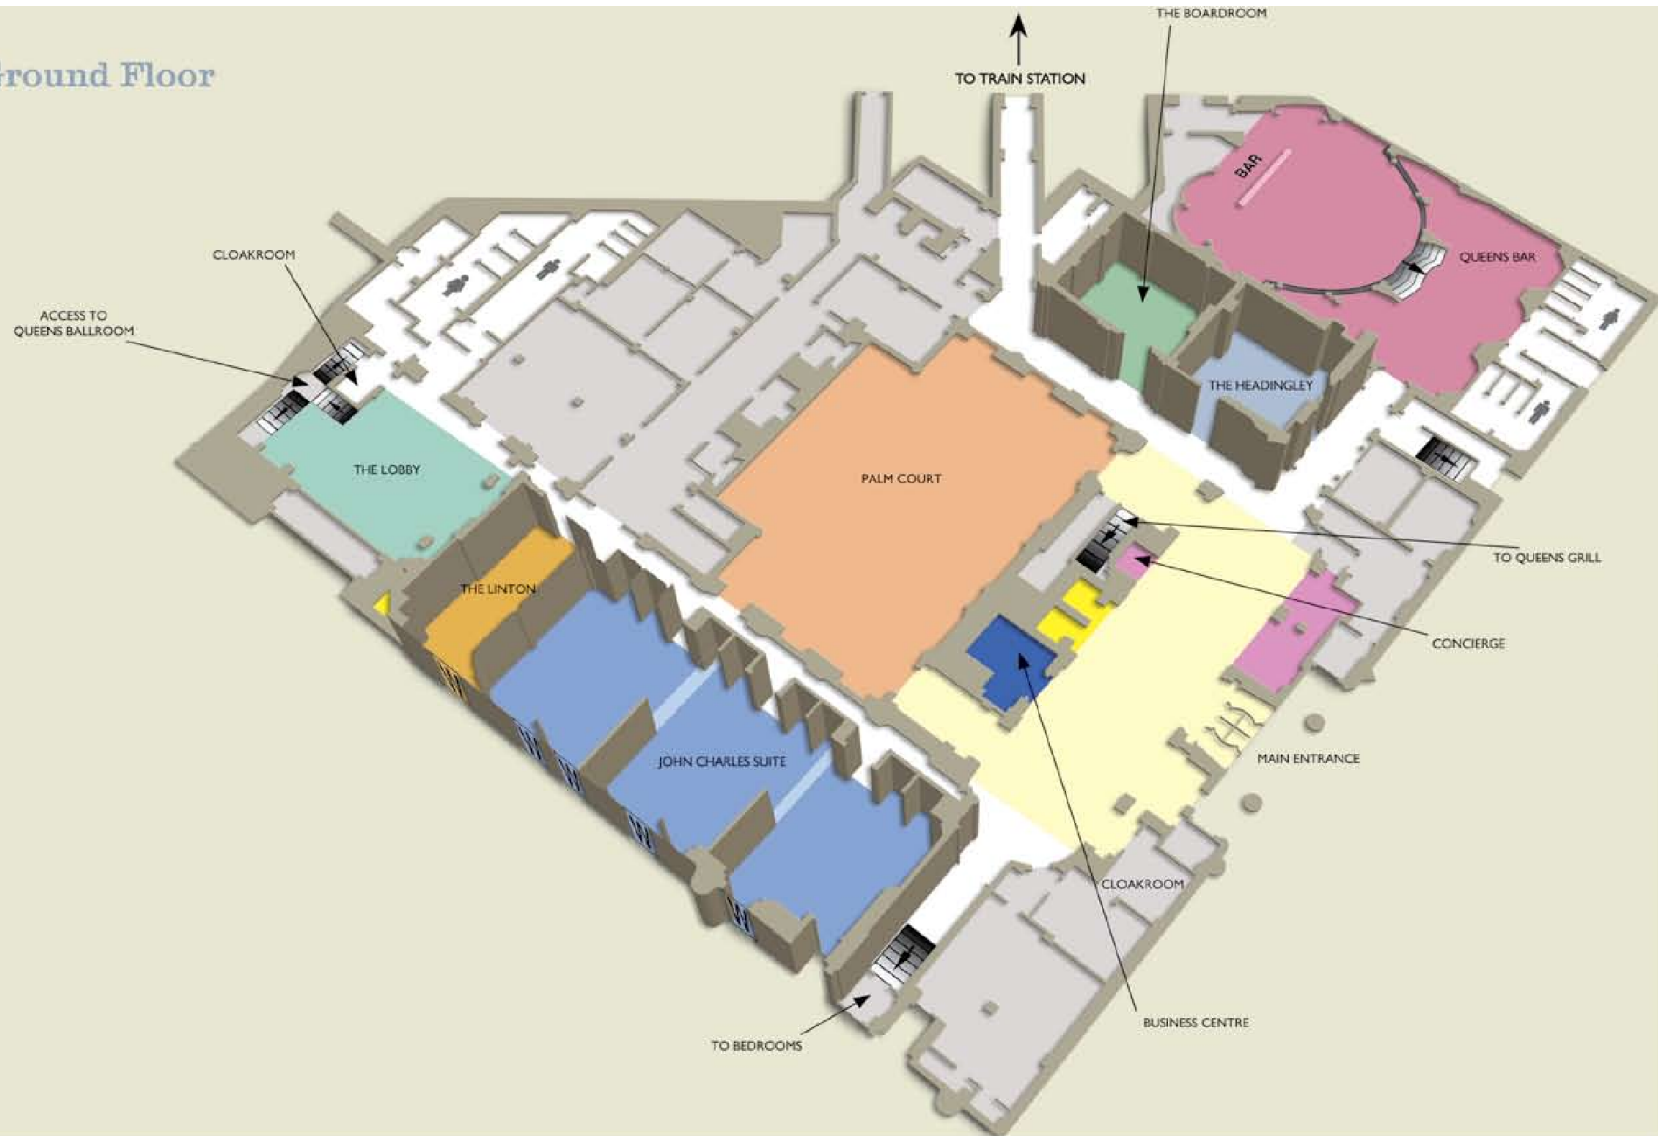 Ground Floor
THE BOARDROOM
TO TRAIN STATION
BAR
QUEENS BAR
CLOAKROOM
ACCESS TO
QUEENS BALLROOM
THE HEADINGLEY
THE LOBBY
PALM COURT
TO QUEENS GRILL
THE LINTON
CONCIERGE
JOHN CHARLES SUITE
MAIN ENTRANCE
CLOAKROOM
BUSINESS CENTRE
TO BEDROOMS